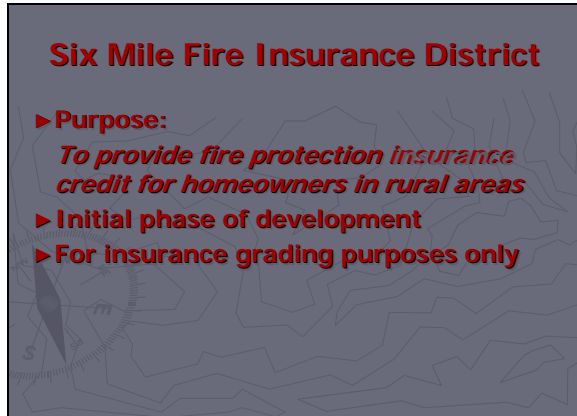 Six Mile Fire Insurance District
►Purpose:
To provide fire protection insurance
credit for homeowners in rural areas
►Initial phase of development
►For insurance grading purposes only
m
S
SW